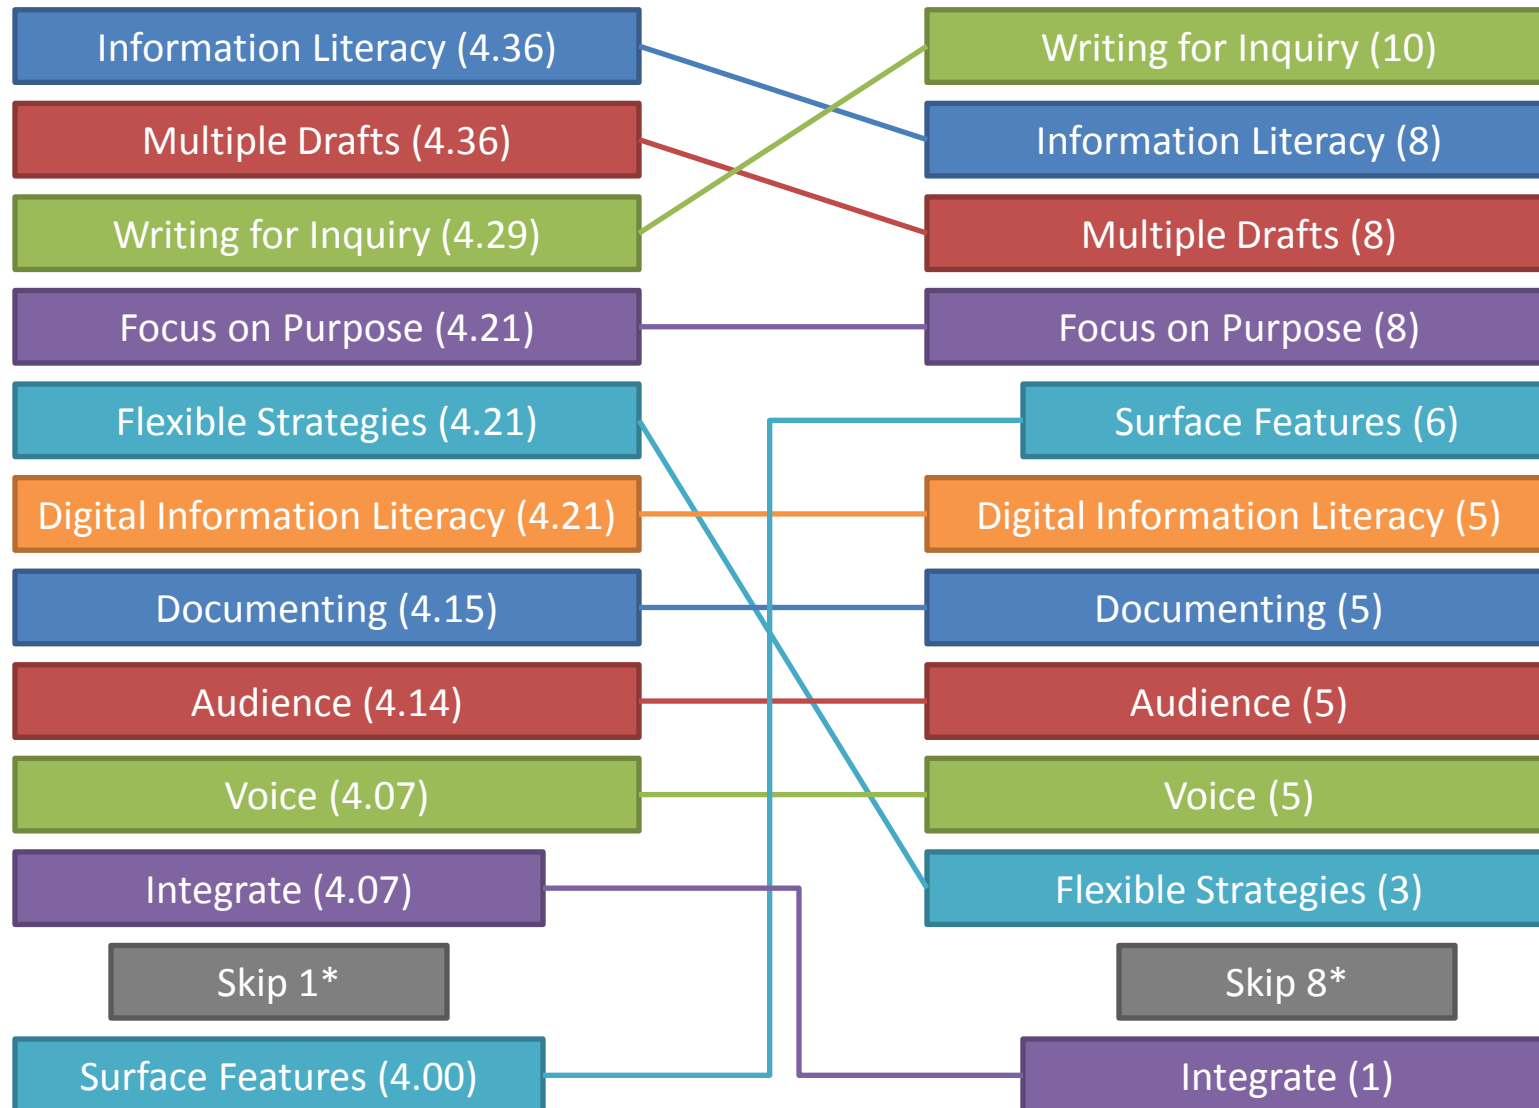 Information Literacy (4.36)
Writing for Inquiry (10)
Multiple Drafts (4.36)
Information Literacy (8)
Writing for Inquiry (4.29)
Multiple Drafts (8)
Focus on Purpose (4.21)
Focus on Purpose (8)
Flexible Strategies (4.21)
Surface Features (6)
Digital Information Literacy (4.21)
Digital Information Literacy (5)
Documenting (4.15)
Documenting (5)
Audience (4.14)
Audience (5)
Voice (4.07)
Voice (5)
Integrate (4.07)
Flexible Strategies (3)
Skip 1*
Skip 8*
Surface Features (4.00)
Integrate (1)